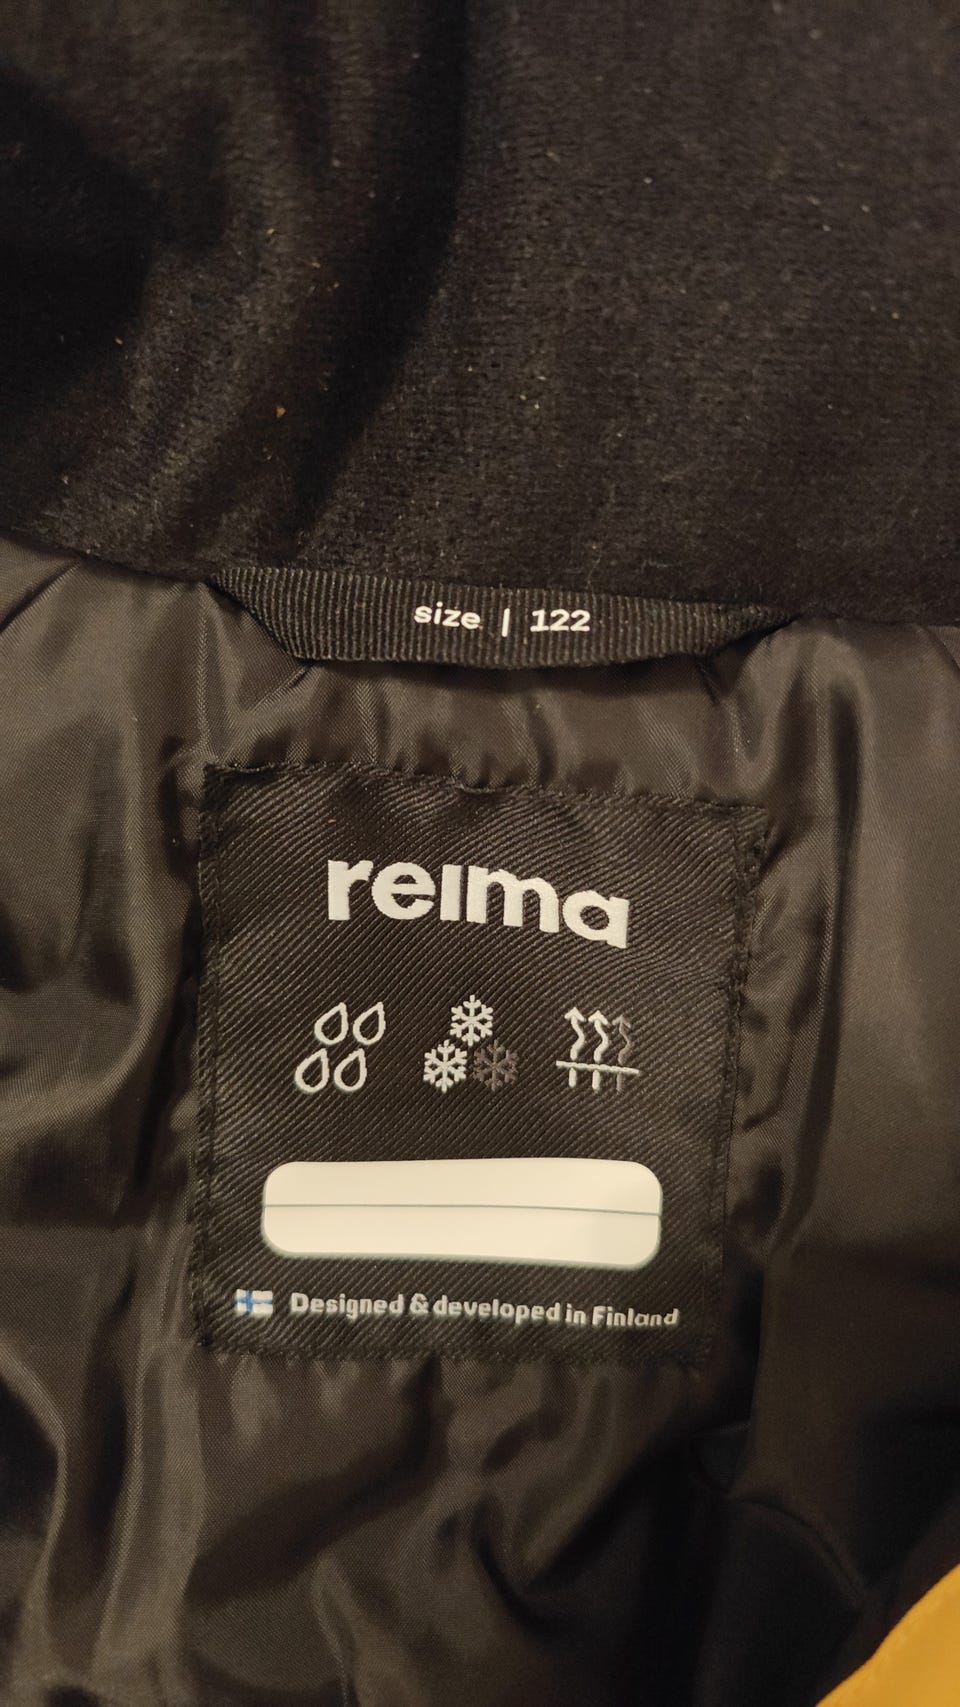 size | 122
reima
Designed & developed in Finland